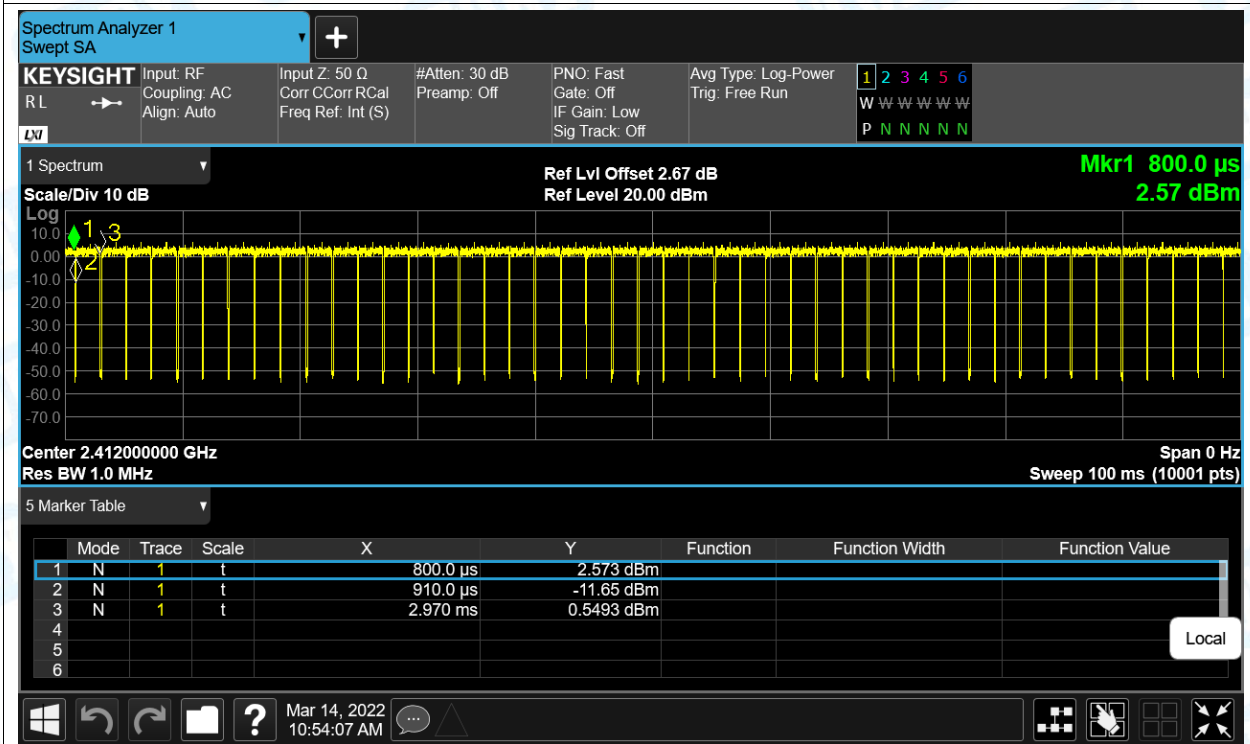 Spectrum Analyzer 1
Swept SA
KEYSIGHT
R L
LXI
Input: RF
Coupling: AC
Align: Auto
Input Z: 50 Ω
Corr CCorr RCal
Freq Ref: Int (S)
#Atten: 30 dB
Preamp: Off
PNO: Fast
Gate: Off
IF Gain: Low
Sig Track: Off
Avg Type: Log-Power
Trig: Free Run
1 2 3 4 5 6
W W W W W W
P N N N N N
1 Spectrum
Scale/Div 10 dB
Ref Lvl Offset 2.67 dB
Ref Level 20.00 dBm
Mkr1 800.0 µs
2.57 dBm
Log
10.0
0.00
-10.0
-20.0
-30.0
-40.0
-50.0
-60.0
-70.0
1
3
2
Center 2.412000000 GHz
Res BW 1.0 MHz
Span 0 Hz
Sweep 100 ms (10001 pts)
5 Marker Table
Mode Trace Scale X Y Function Function Width Function Value
1 N 1 t 800.0 µs 2.573 dBm
2 N 1 t 910.0 µs -11.65 dBm
3 N 1 t 2.970 ms 0.5493 dBm
4
5
6
Local
?
Mar 14, 2022
10:54:07 AM